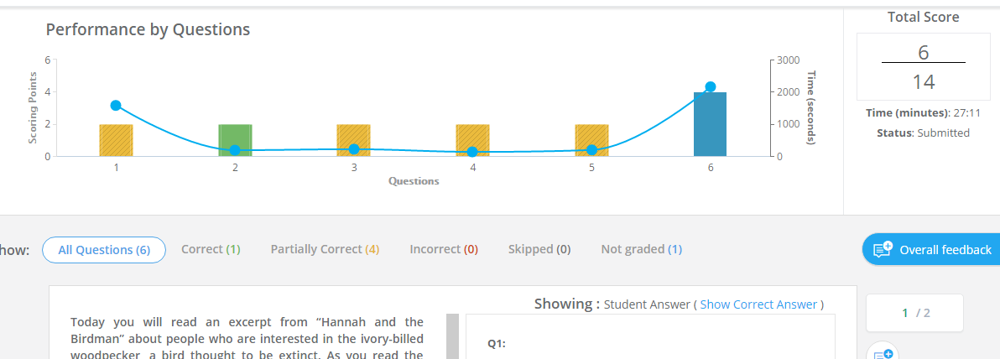 Performance by Questions
Total Score
6
14
Time (minutes): 27:11
Status: Submitted
Scoring Points
6
4
2
0
3000
2000
1000
0
Time (seconds)
1 2 3 4 5 6
Questions
how:
All Questions (6) Correct (1) Partially Correct (4) Incorrect (0) Skipped (0) Not graded (1)
Overall feedback
Showing : Student Answer ( Show Correct Answer )
1 / 2
Today you will read an excerpt from “Hannah and the
Birdman” about people who are interested in the ivory-billed
woodpecker, a bird thought to be extinct. As you read the
Q1: